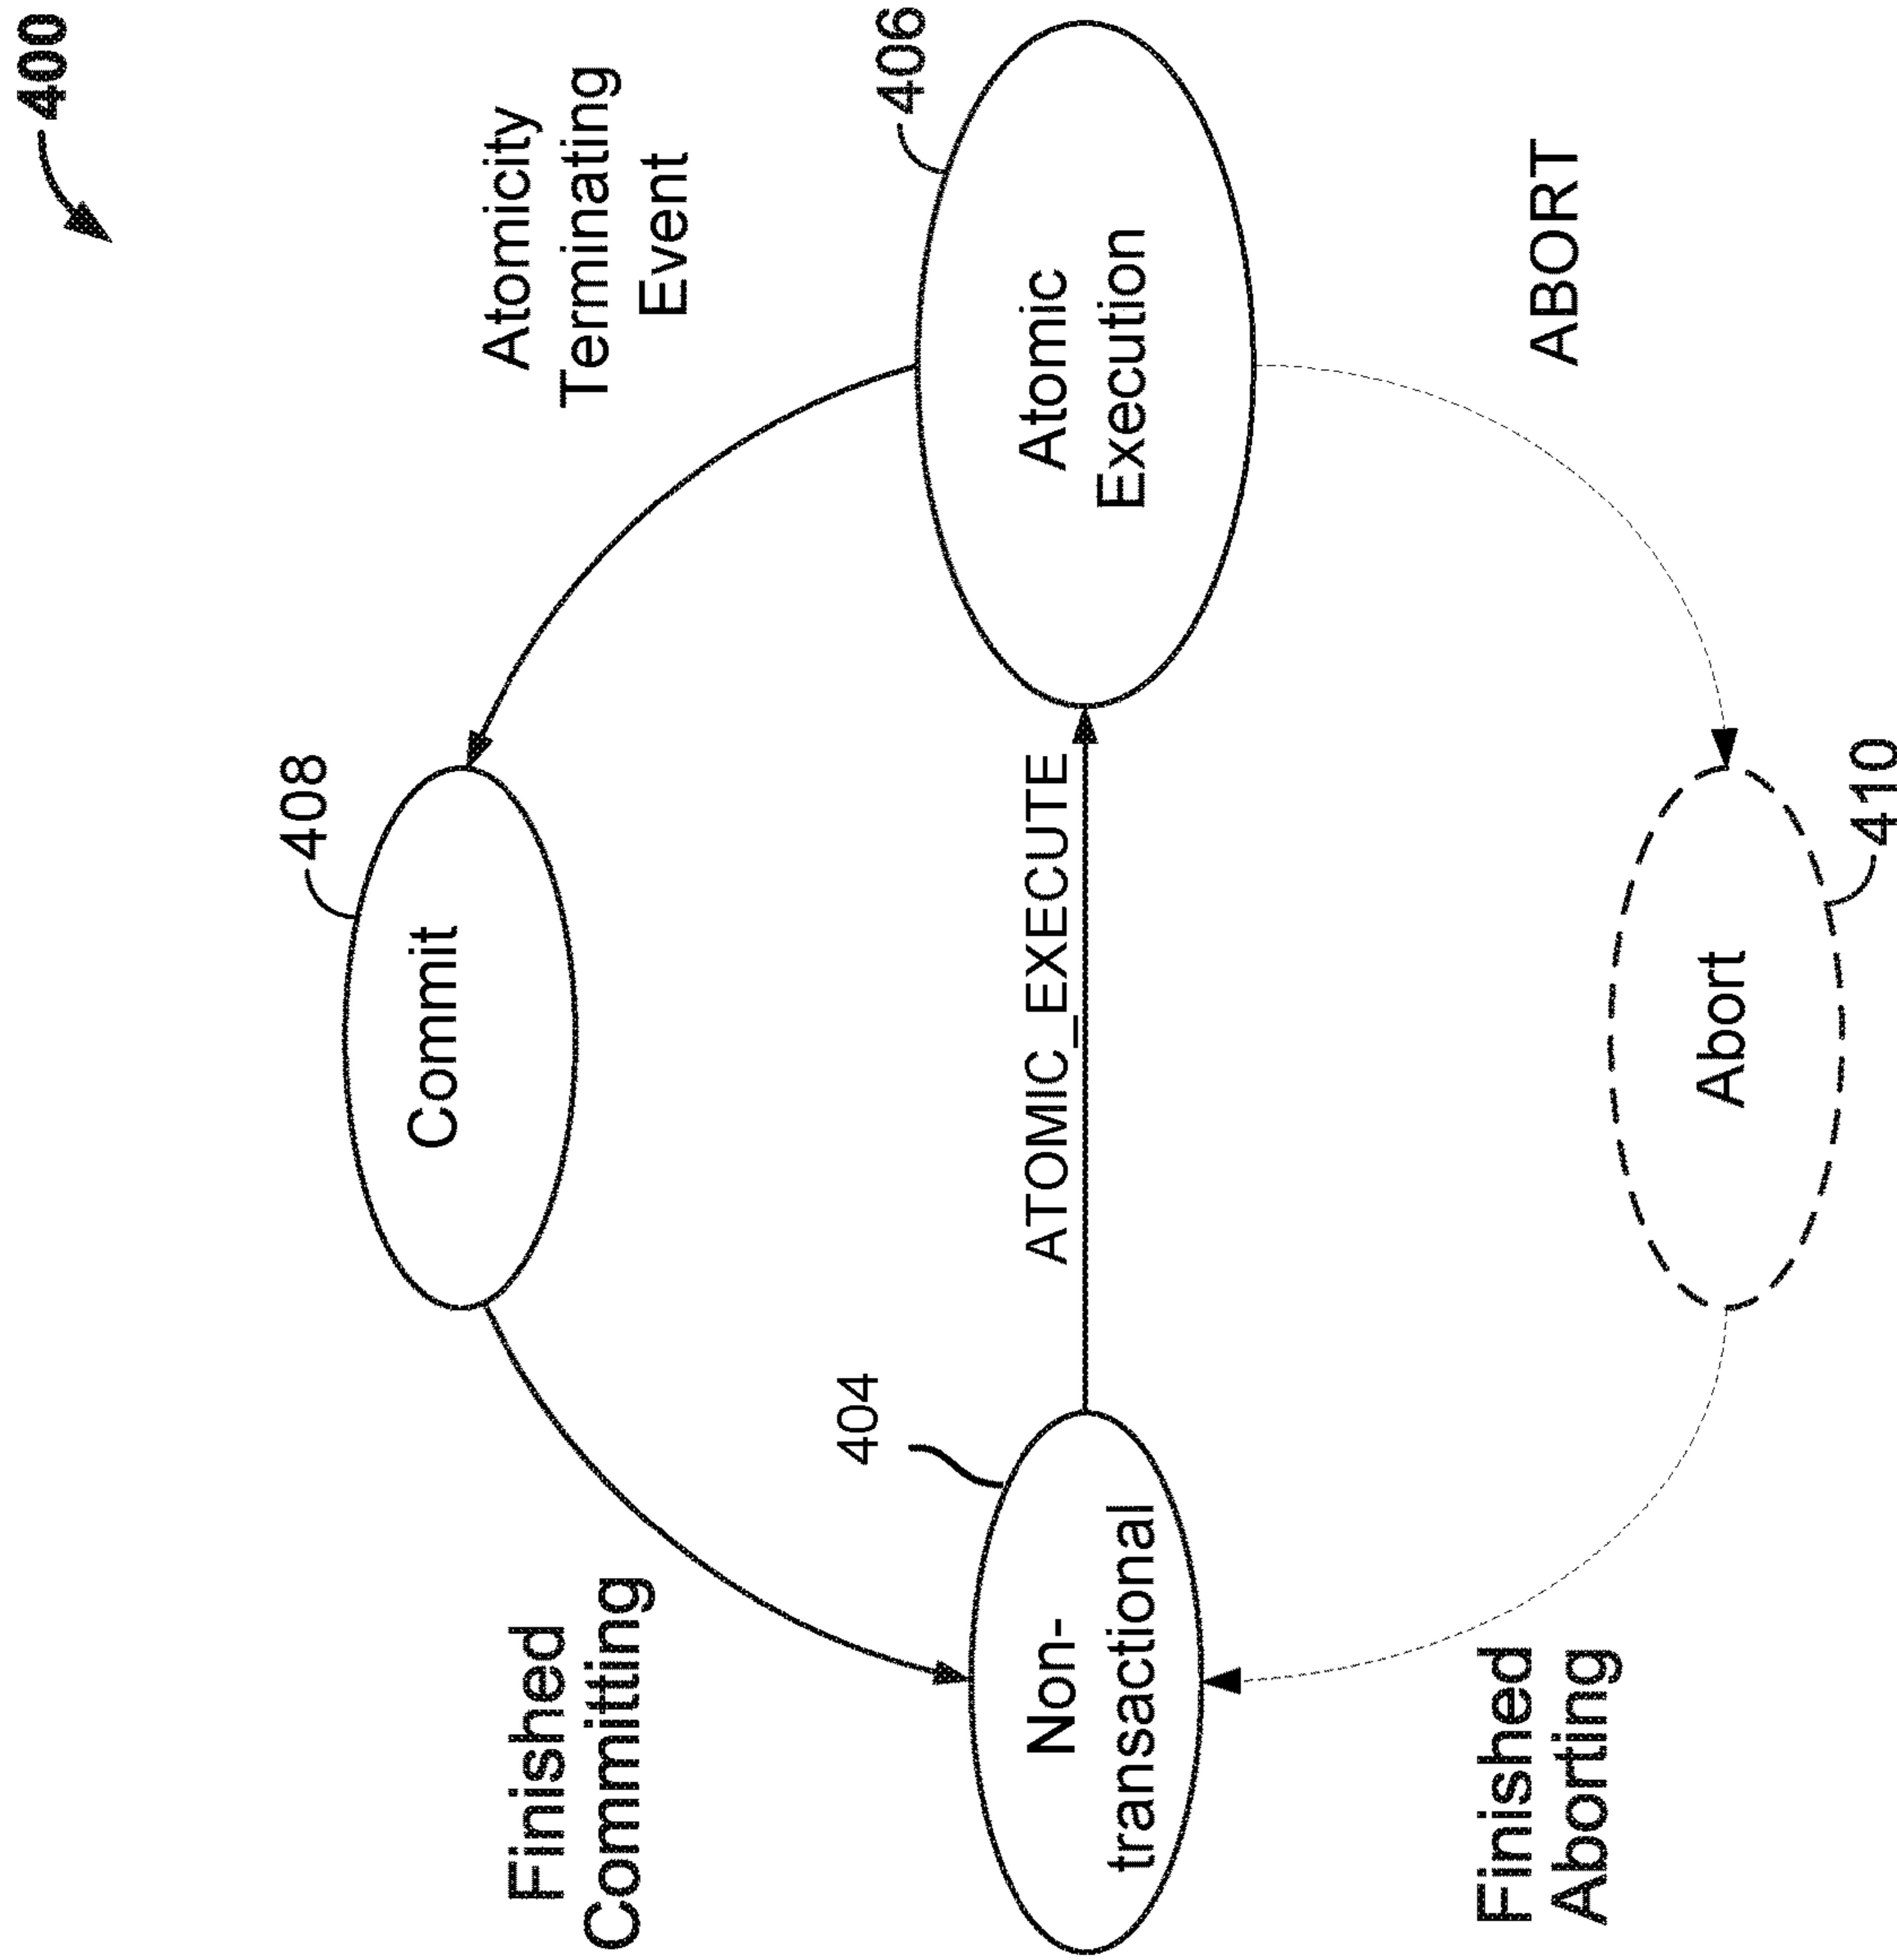 400
Atomicity
Terminating
Event
406
408
Commit
Atomic
Execution
ATOMIC_EXECUTE
404
Non-
transactional
Finished
Committing
ABORT
Abort
410
Finished
Aborting